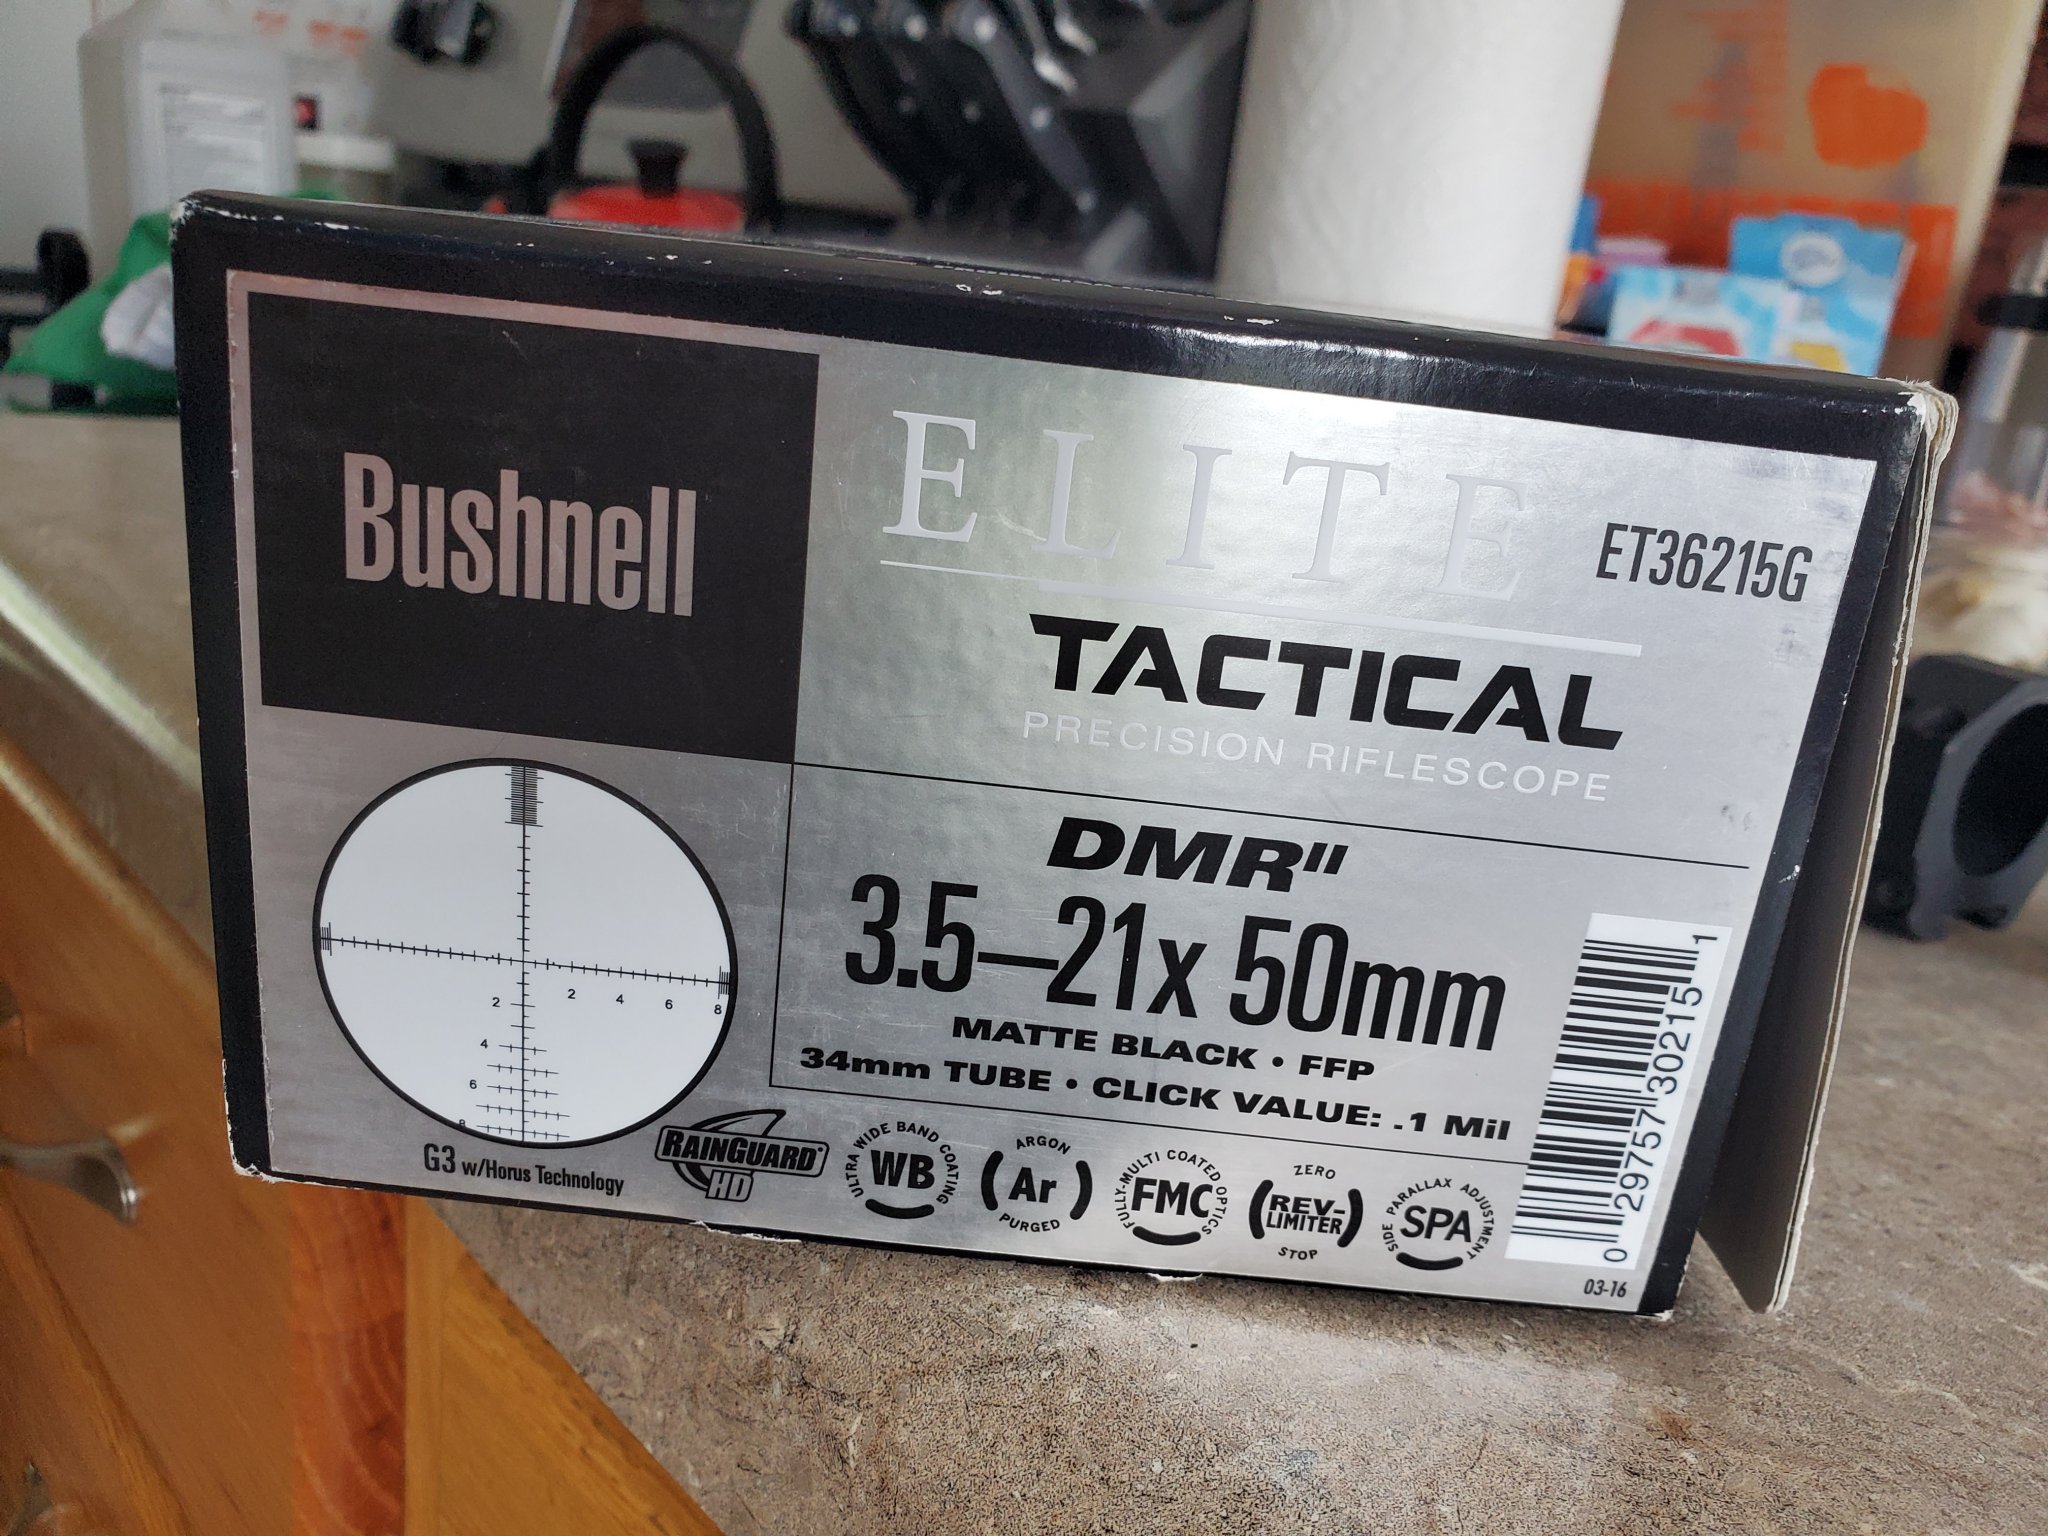 Bushnell
ELITE
ET36215G
TACTICAL
PRECISION RIFLESCOPE
DMR"
3.5–21x 50mm
MATTE BLACK • FFP
34mm TUBE • CLICK VALUE: .1 Mil
2 4 6 8
2
4
6
8
G3 w/Horus Technology
RAINGUARD
HD
ULTRA WIDE BAND COATING
WB
ARGON
(Ar)
PURGED
FULLY-MULTI COATED OPTICS
FMC
ZERO
(REV-
LIMITER)
STOP
SIDE PARALLAX ADJUSTMENT
SPA
0 29757 30215 1
03-16